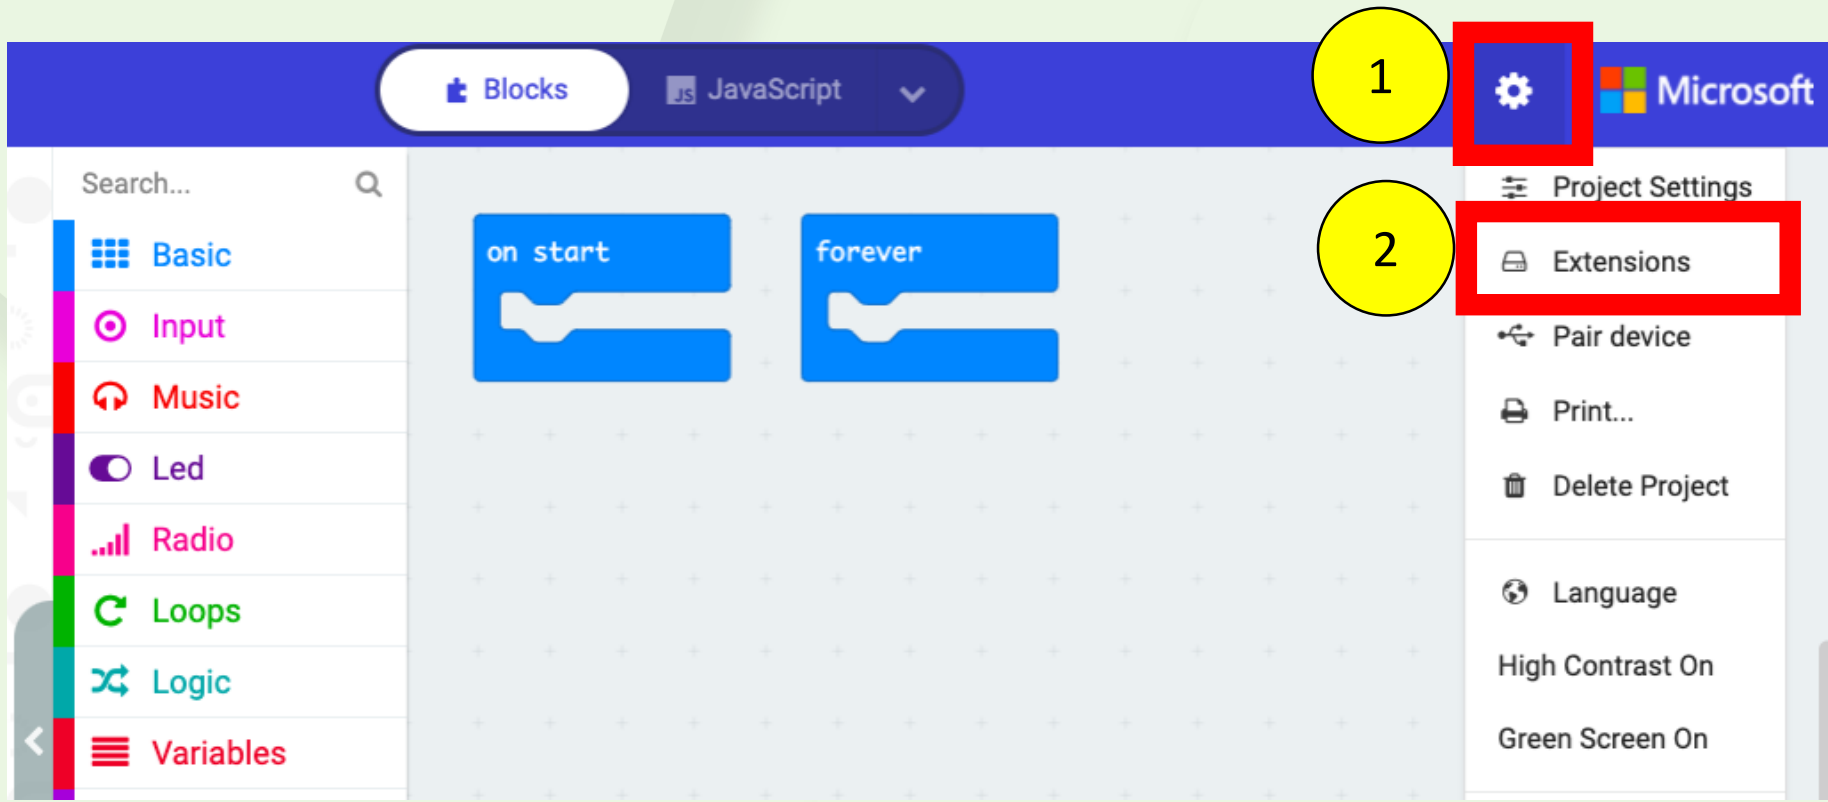 Blocks
JavaScript
1
Microsoft
Search...
Basic
Input
Music
Led
Radio
Loops
Logic
Variables
on start
forever
Project Settings
2
Extensions
Pair device
Print...
Delete Project
Language
High Contrast On
Green Screen On